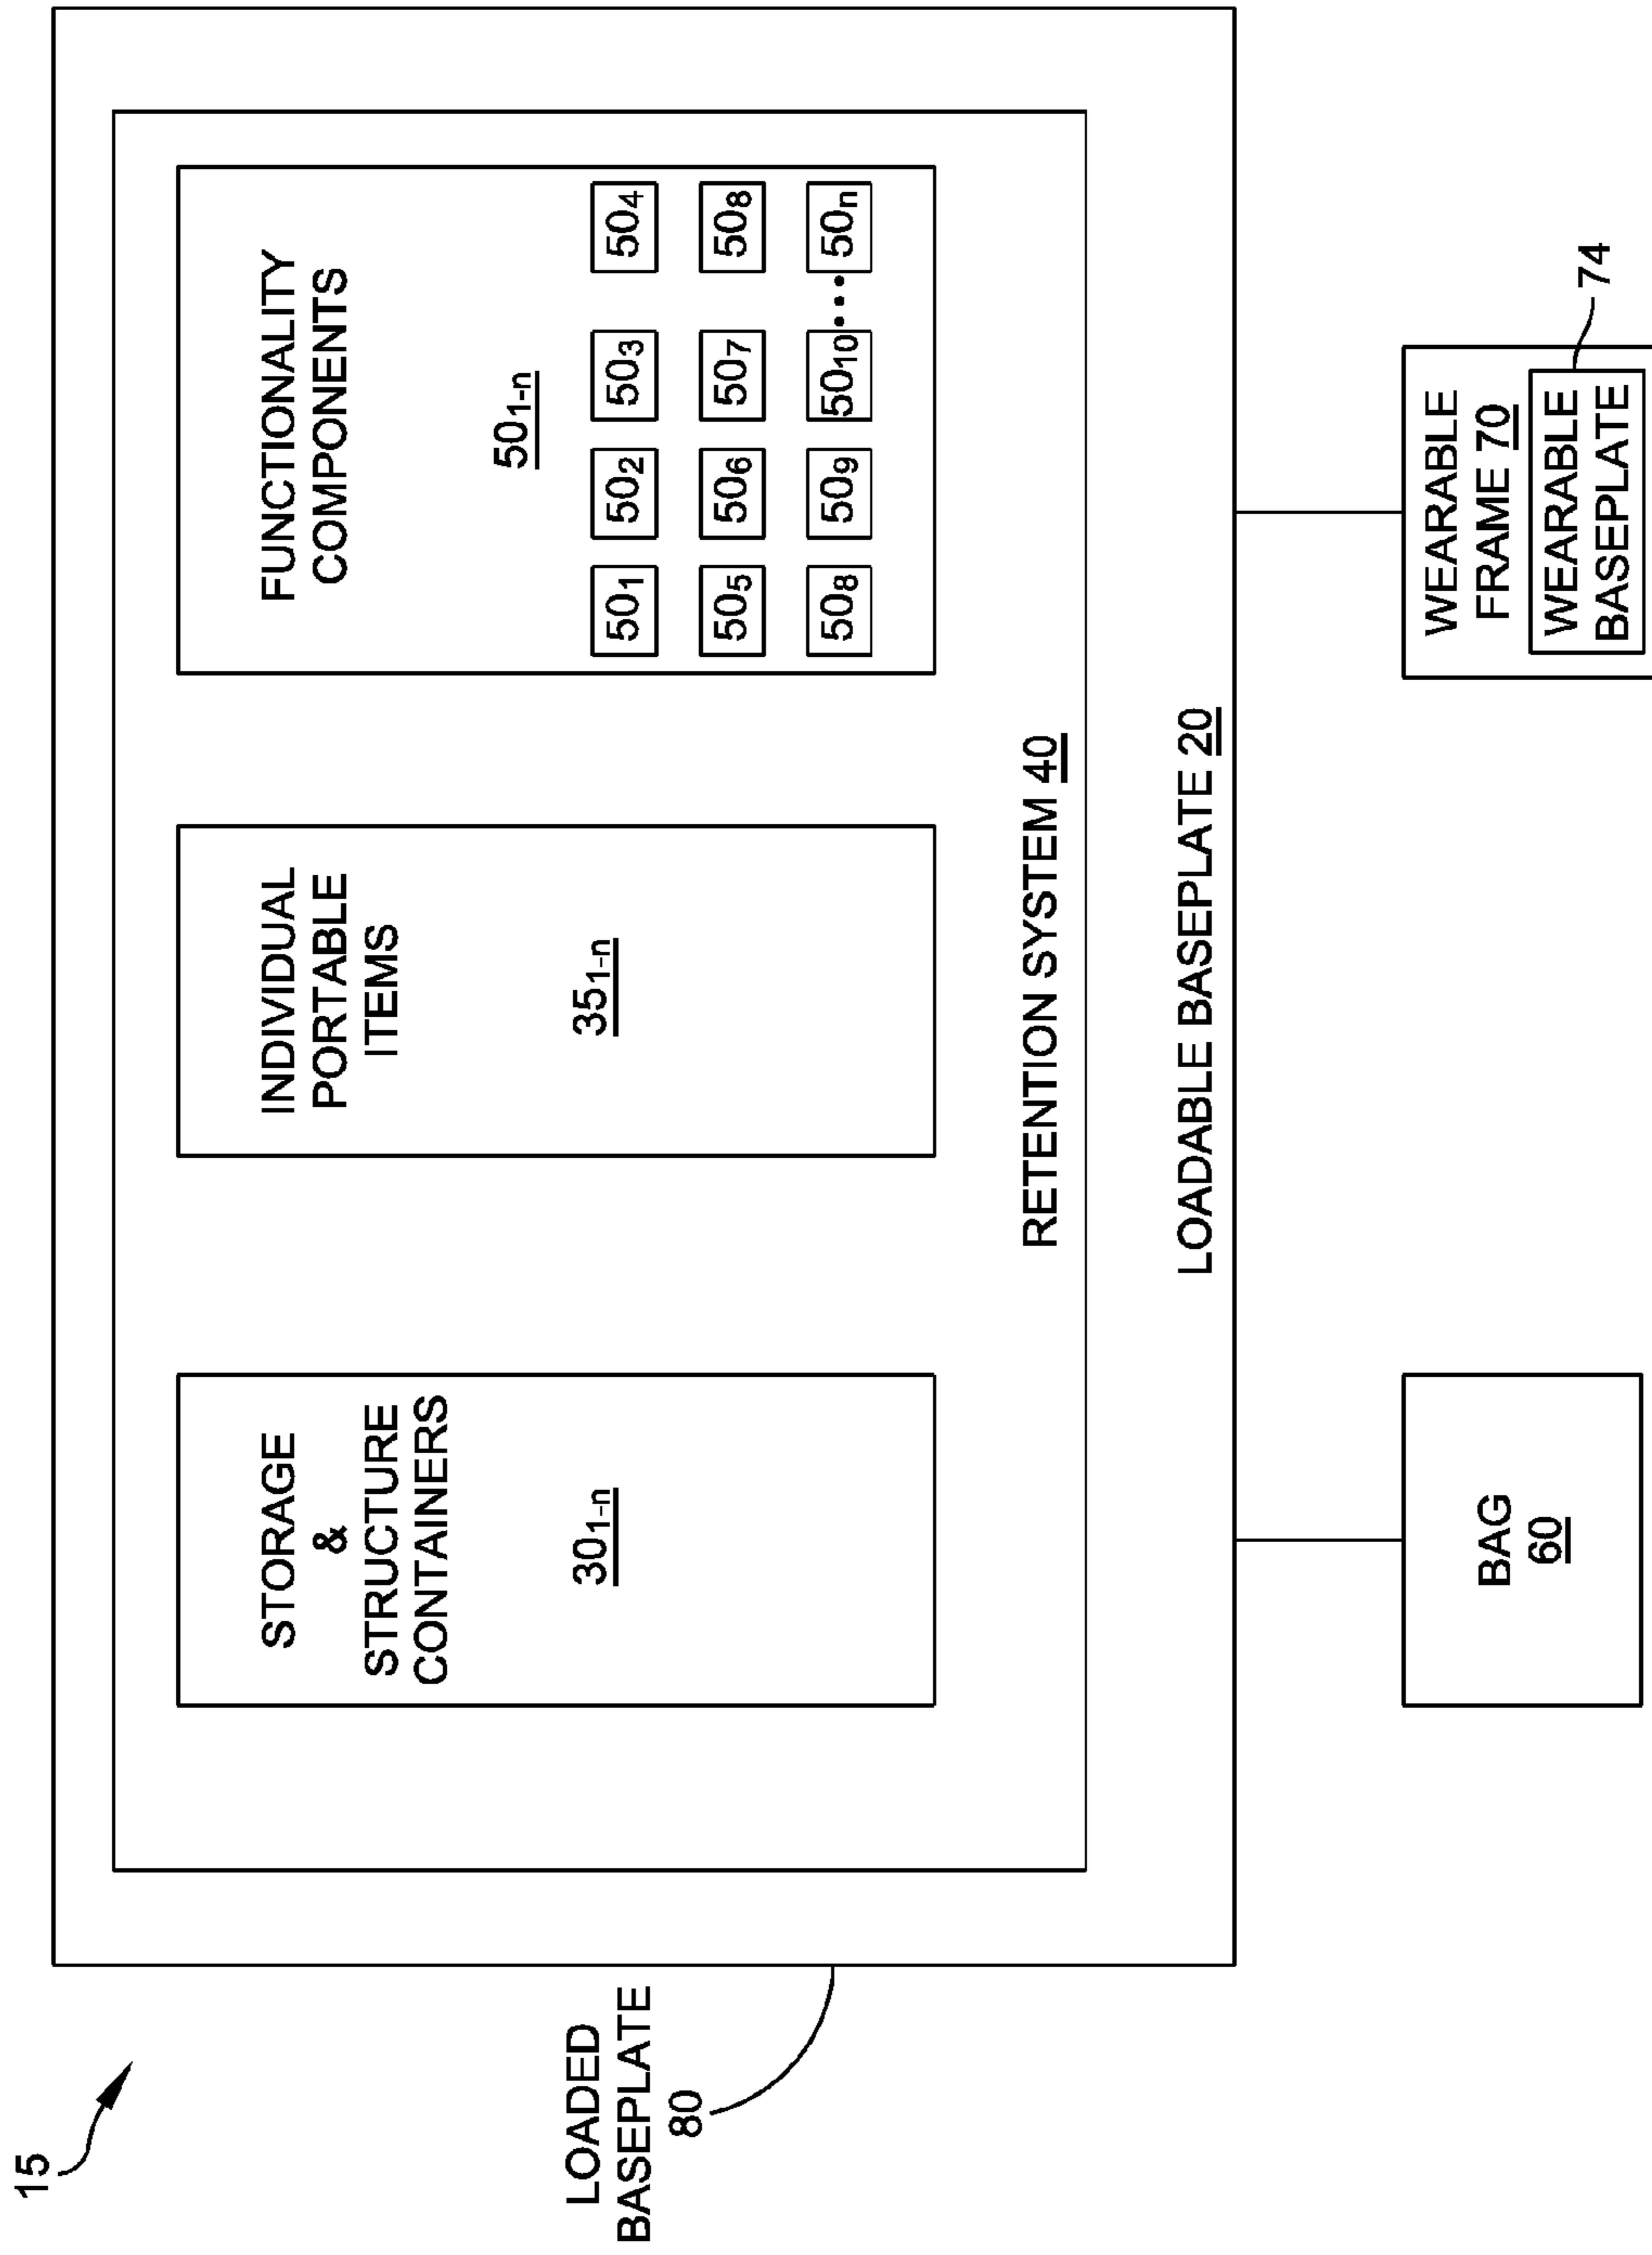 15
LOADED
BASEPLATE
80
STORAGE
&
STRUCTURE
CONTAINERS
30₁₋ₙ
INDIVIDUAL
PORTABLE
ITEMS
35₁₋ₙ
FUNCTIONALITY
COMPONENTS
50₁₋ₙ
50₁ 50₂ 50₃ 50₄
50₅ 50₆ 50₇ 50₈
50₈ 50₉ 50₁₀ ••• 50ₙ
RETENTION SYSTEM 40
LOADABLE BASEPLATE 20
BAG
60
WEARABLE
FRAME 70
WEARABLE
BASEPLATE
74